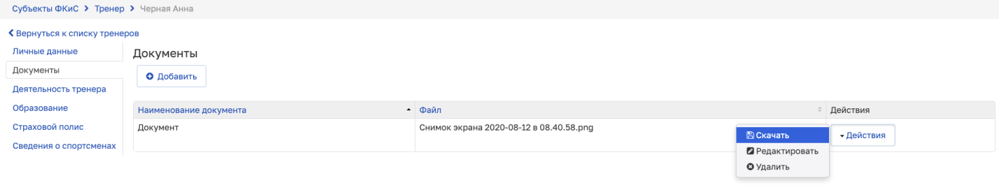 Субъекты ФКиС > Тренер > Черная Анна
Вернуться к списку тренеров
Личные данные
Документы
Деятельность тренера
Образование
Страховой полис
Сведения о спортсменах
Документы
Добавить
Наименование документа Файл Действия
Документ Снимок экрана 2020-08-12 в 08.40.58.png Действия
Скачать
Редактировать
Удалить